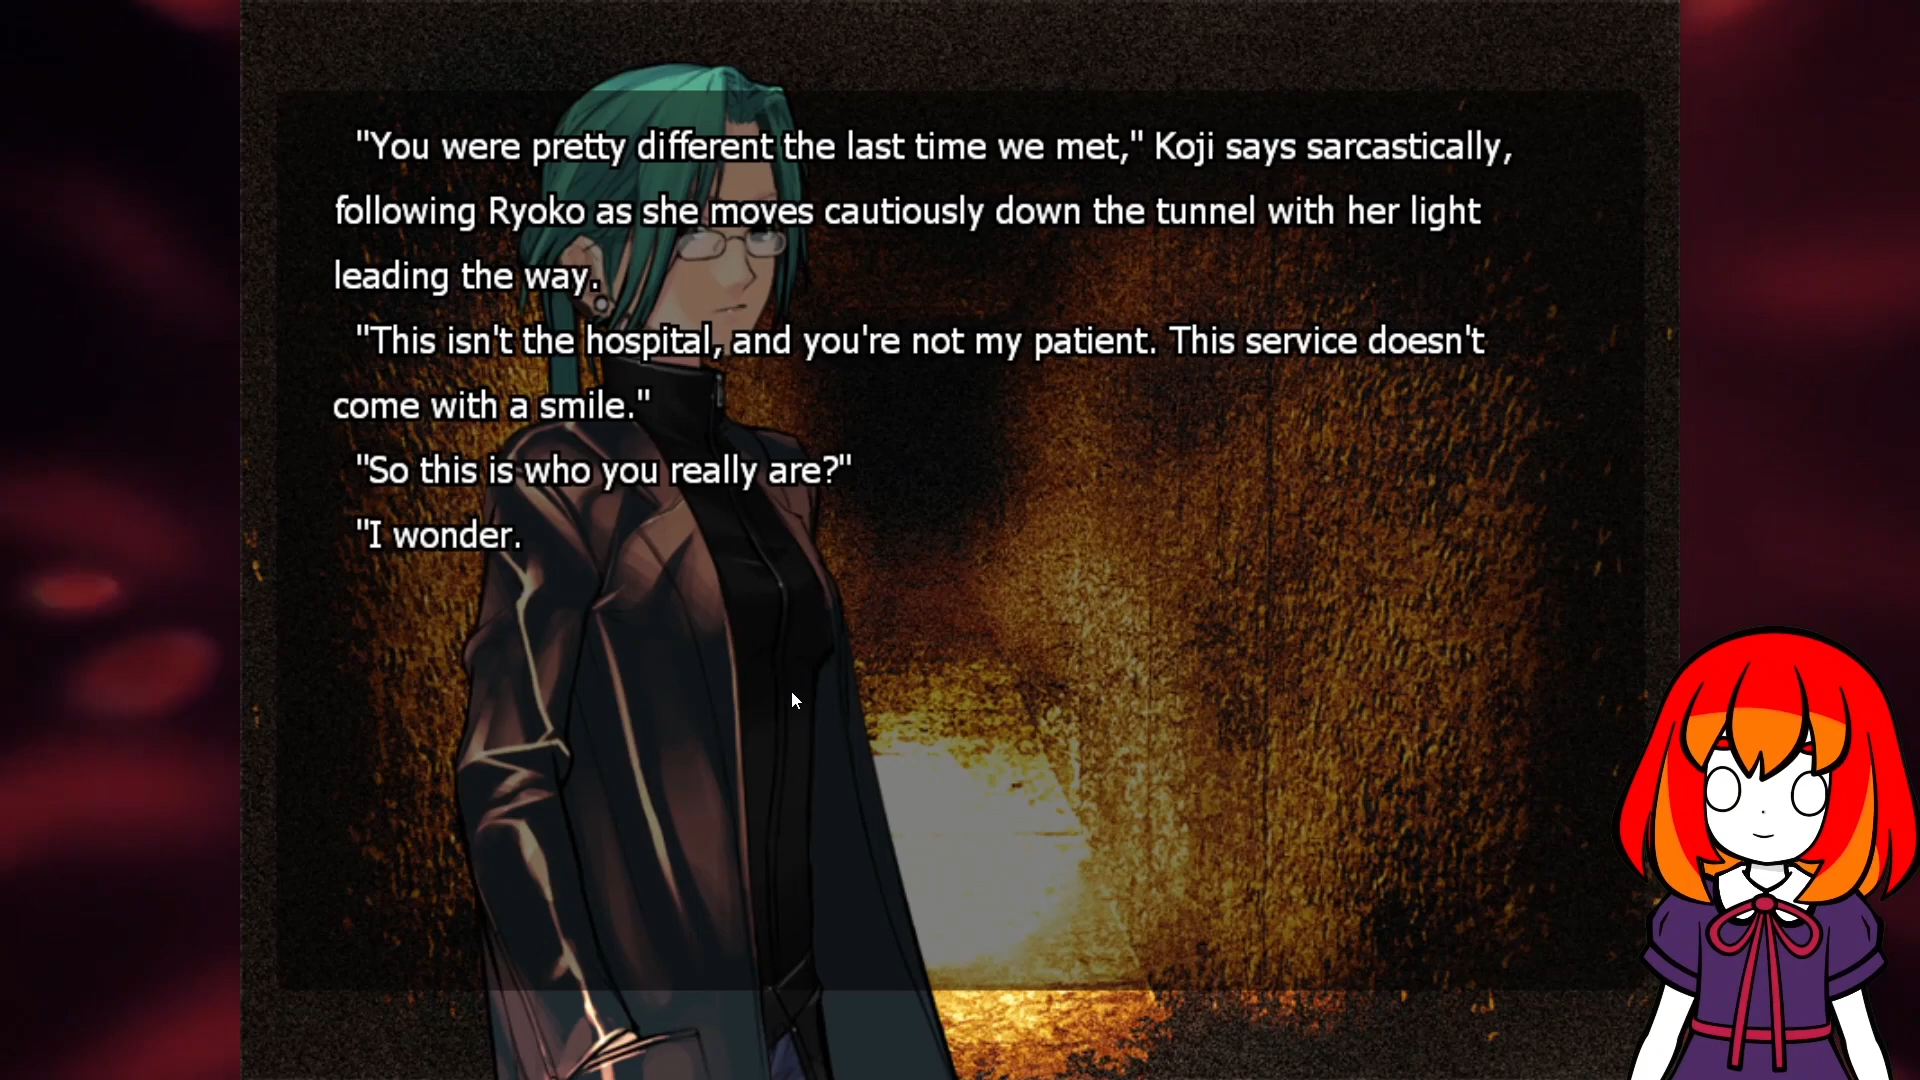 "You were pretty different the last time we met," Koji says sarcastically,
following Ryoko as she moves cautiously down the tunnel with her light
leading the way.
"This isn't the hospital, and you're not my patient. This service doesn't
come with a smile."
"So this is who you really are?"
"I wonder.